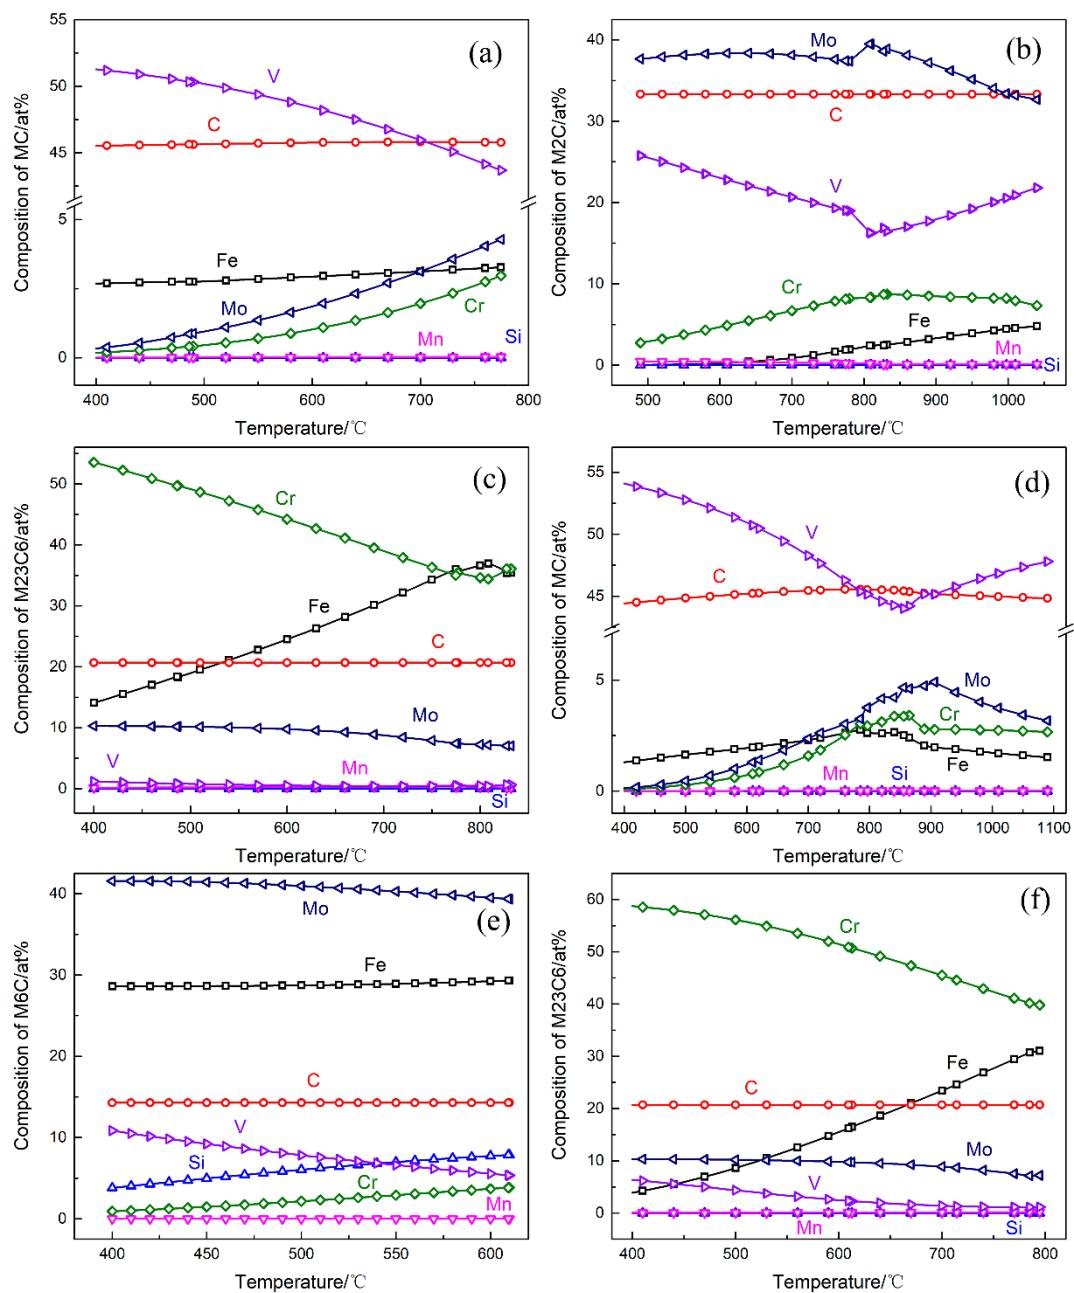 (a)
Composition of MC/at%
55
50
45
5
0
V
C
Fe
Mo
Cr
Mn
Si
400 500 600 700 800
Temperature/℃
(b)
Composition of M2C/at%
40
30
20
10
0
Mo
C
V
Cr
Fe
Mn
Si
500 600 700 800 900 1000
Temperature/℃
(c)
Composition of M23C6/at%
50
40
30
20
10
0
Cr
Fe
C
Mo
V
Mn
Si
400 500 600 700 800
Temperature/℃
(d)
Composition of MC/at%
55
50
45
5
0
V
C
Mo
Cr
Fe
Mn
Si
400 500 600 700 800 900 1000 1100
Temperature/℃
(e)
Composition of M6C/at%
40
30
20
10
0
Mo
Fe
C
V
Si
Cr
Mn
400 450 500 550 600
Temperature/℃
(f)
Composition of M23C6/at%
60
50
40
30
20
10
0
Cr
Fe
C
Mo
V
Mn
Si
400 500 600 700 800
Temperature/℃